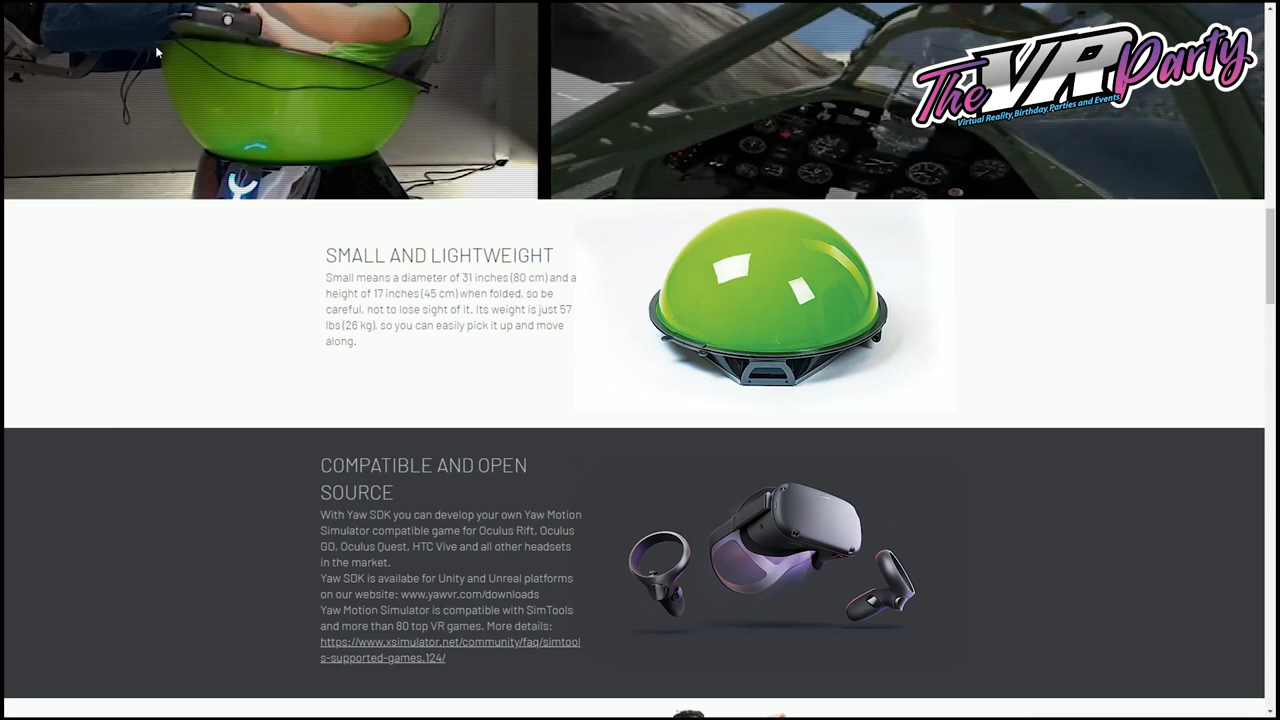 The VR Party
Virtual Reality Birthday Parties and Events
SMALL AND LIGHTWEIGHT
Small means a diameter of 31 inches (80 cm) and a
height of 17 inches (45 cm) when folded, so be
careful, not to lose sight of it. Its weight is just 57
lbs (26 kg), so you can easily pick it up and move
along.
COMPATIBLE AND OPEN
SOURCE
With Yaw SDK you can develop your own Yaw Motion
Simulator compatible game for Oculus Rift, Oculus
GO, Oculus Quest, HTC Vive and all other headsets
in the market.
Yaw SDK is availabe for Unity and Unreal platforms
on our website: www.yawvr.com/downloads
Yaw Motion Simulator is compatible with SimTools
and more than 80 top VR games. More details:
https://www.xsimulator.net/community/faq/simtool
s-supported-games.124/